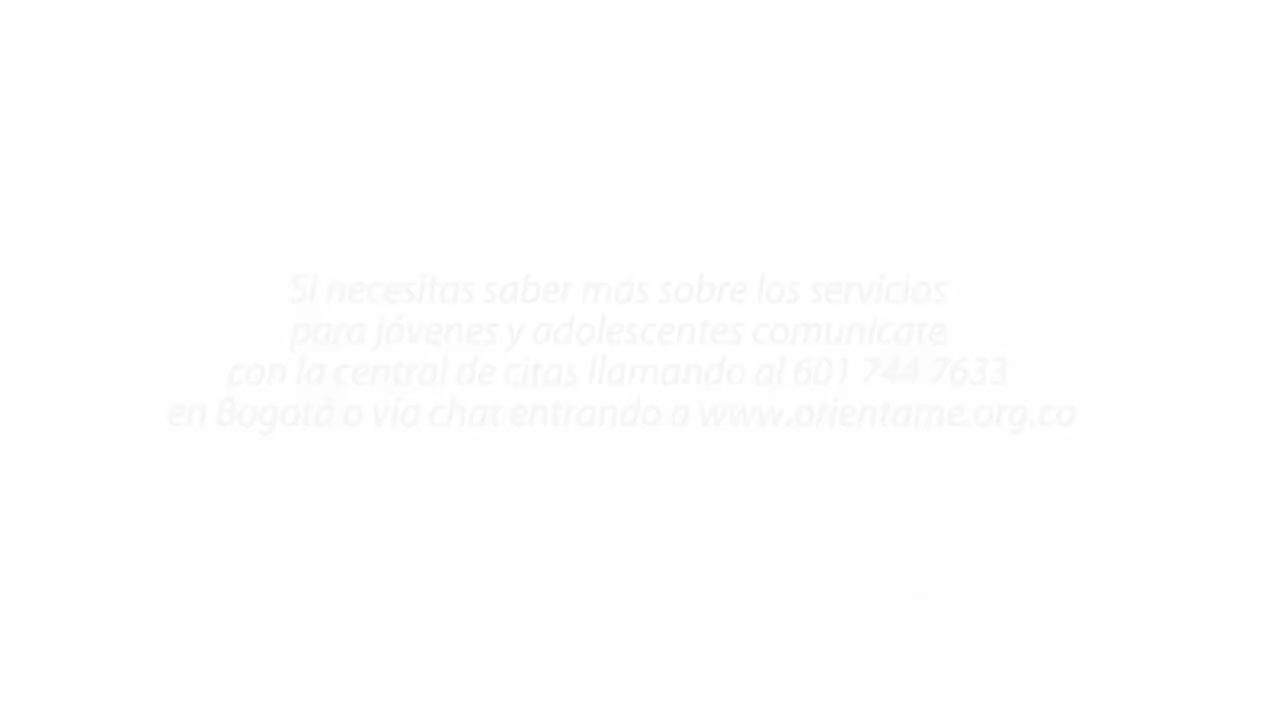 Si necesitas saber más sobre los servicios
para jóvenes y adolescentes comunícate
con la central de citas llamando al 601 744 7633
en Bogotá o vía chat entrando a www.orientame.org.co